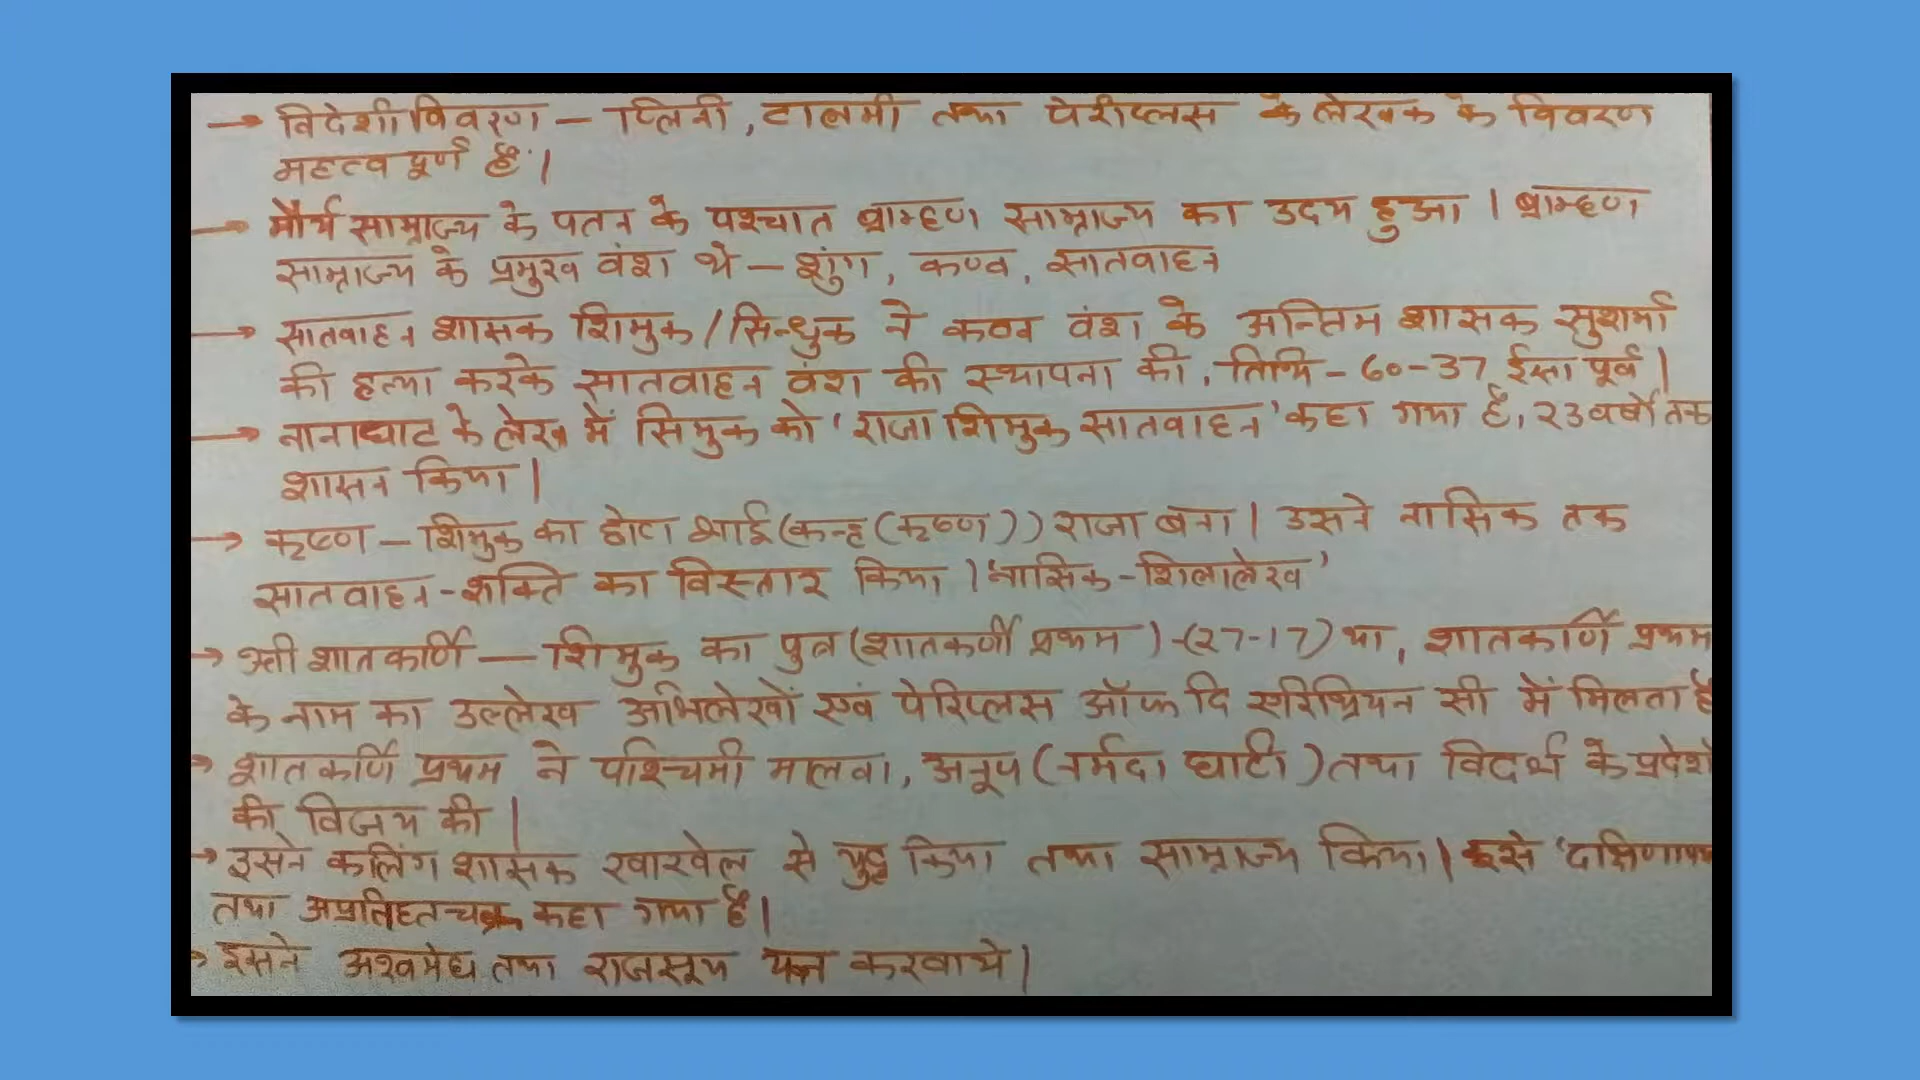 → विदेशी विवरण – प्लिनी, टालमी तथा पेरीप्लस के लेखक के विवरण
महत्वपूर्ण हैं।
→ मौर्य साम्राज्य के पतन के पश्चात ब्राम्हण साम्राज्य का उदय हुआ । ब्राम्हण
साम्राज्य के प्रमुख वंश थे – शुंग, कण्व, सातवाहन
→ सातवाहन शासक शिमुक/सिन्धुक ने कण्व वंश के अन्तिम शासक सुशर्मा
की हत्या करके सातवाहन वंश की स्थापना की, तिथि – 60-37 ईसा पूर्व।
→ नानाघाट के लेख में सिमुक को 'राजा शिमुक सातवाहन' कहा गया है, २3 वर्षो तक
शासन किया।
→ कृष्ण – शिमुक का छोटा भाई (कन्ह (कृष्ण)) राजा बना। उसने नासिक तक
सातवाहन-शक्ति का विस्तार किया। 'नासिक-शिलालेख'
→ श्री शातकर्णि — शिमुक का पुत्र (शातकर्णी प्रथम) -(२7-17) था, शातकर्णि प्रथम
के नाम का उल्लेख अभिलेखों एवं पेरिप्लस ऑफ दि एरिथ्रियन सी में मिलता है
→ शातकर्णि प्रथम ने पश्चिमी मालवा, अनूप (नर्मदा घाटी) तथा विदर्भ के प्रदेशो
की विजय की।
→ इसने कलिंग शासक खारवेल से युद्ध किया तथा साम्राज्य किया। इसे 'दक्षिणापथ
तथा अप्रतिहतचक्र कहा गया है।
→ इसने अश्वमेघ तथा राजसूय यज्ञ करवाये।